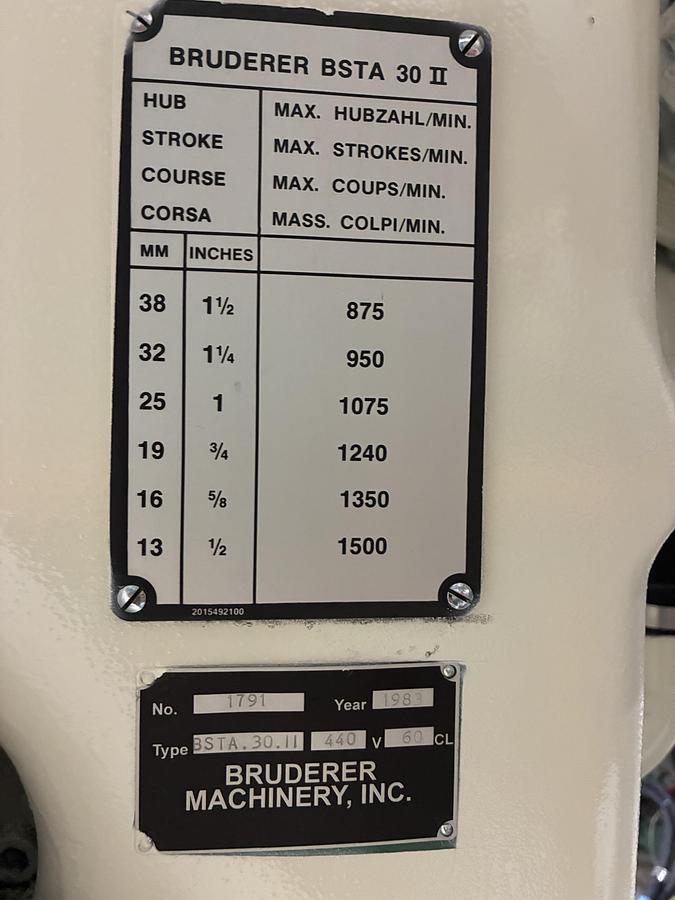 BRUDERER BSTA 30 II
HUB MAX. HUBZAHL/MIN.
STROKE MAX. STROKES/MIN.
COURSE MAX. COUPS/MIN.
CORSA MASS. COLPI/MIN.
MM INCHES
38 1½ 875
32 1¼ 950
25 1 1075
19 ¾ 1240
16 ⅝ 1350
13 ½ 1500
2015492100
No. 1791 Year 1983
Type BSTA.30.II 440 V 60 CL
BRUDERER
MACHINERY, INC.